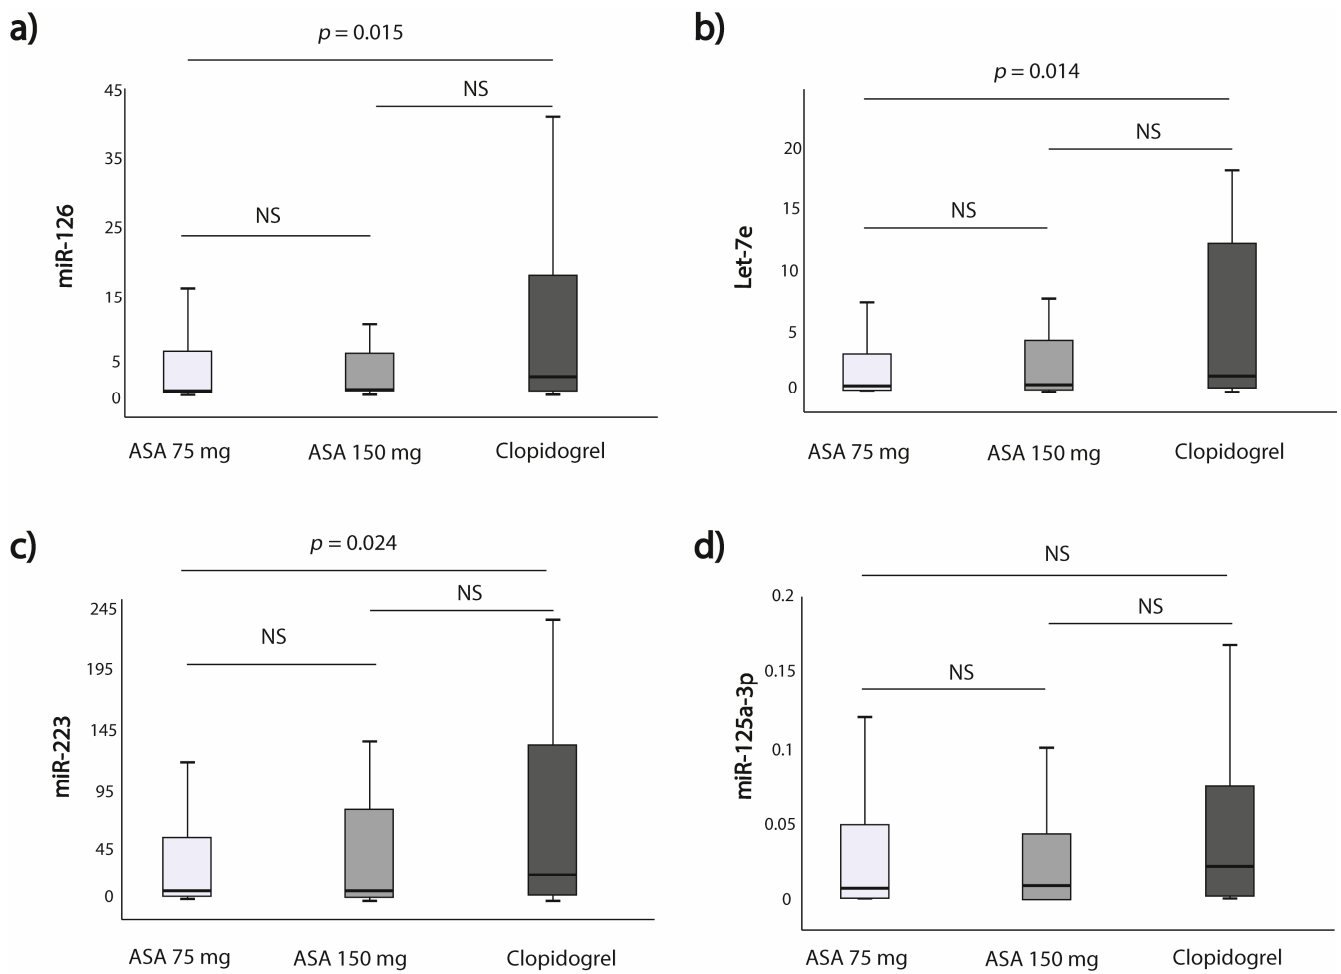 a)
p = 0.015
NS
NS
45
35
25
15
5
0
miR-126
ASA 75 mg
ASA 150 mg
Clopidogrel
b)
p = 0.014
NS
NS
20
15
10
5
0
Let-7e
ASA 75 mg
ASA 150 mg
Clopidogrel
c)
p = 0.024
NS
NS
245
195
145
95
45
0
miR-223
ASA 75 mg
ASA 150 mg
Clopidogrel
d)
NS
NS
NS
0.2
0.15
0.1
0.05
0
miR-125a-3p
ASA 75 mg
ASA 150 mg
Clopidogrel